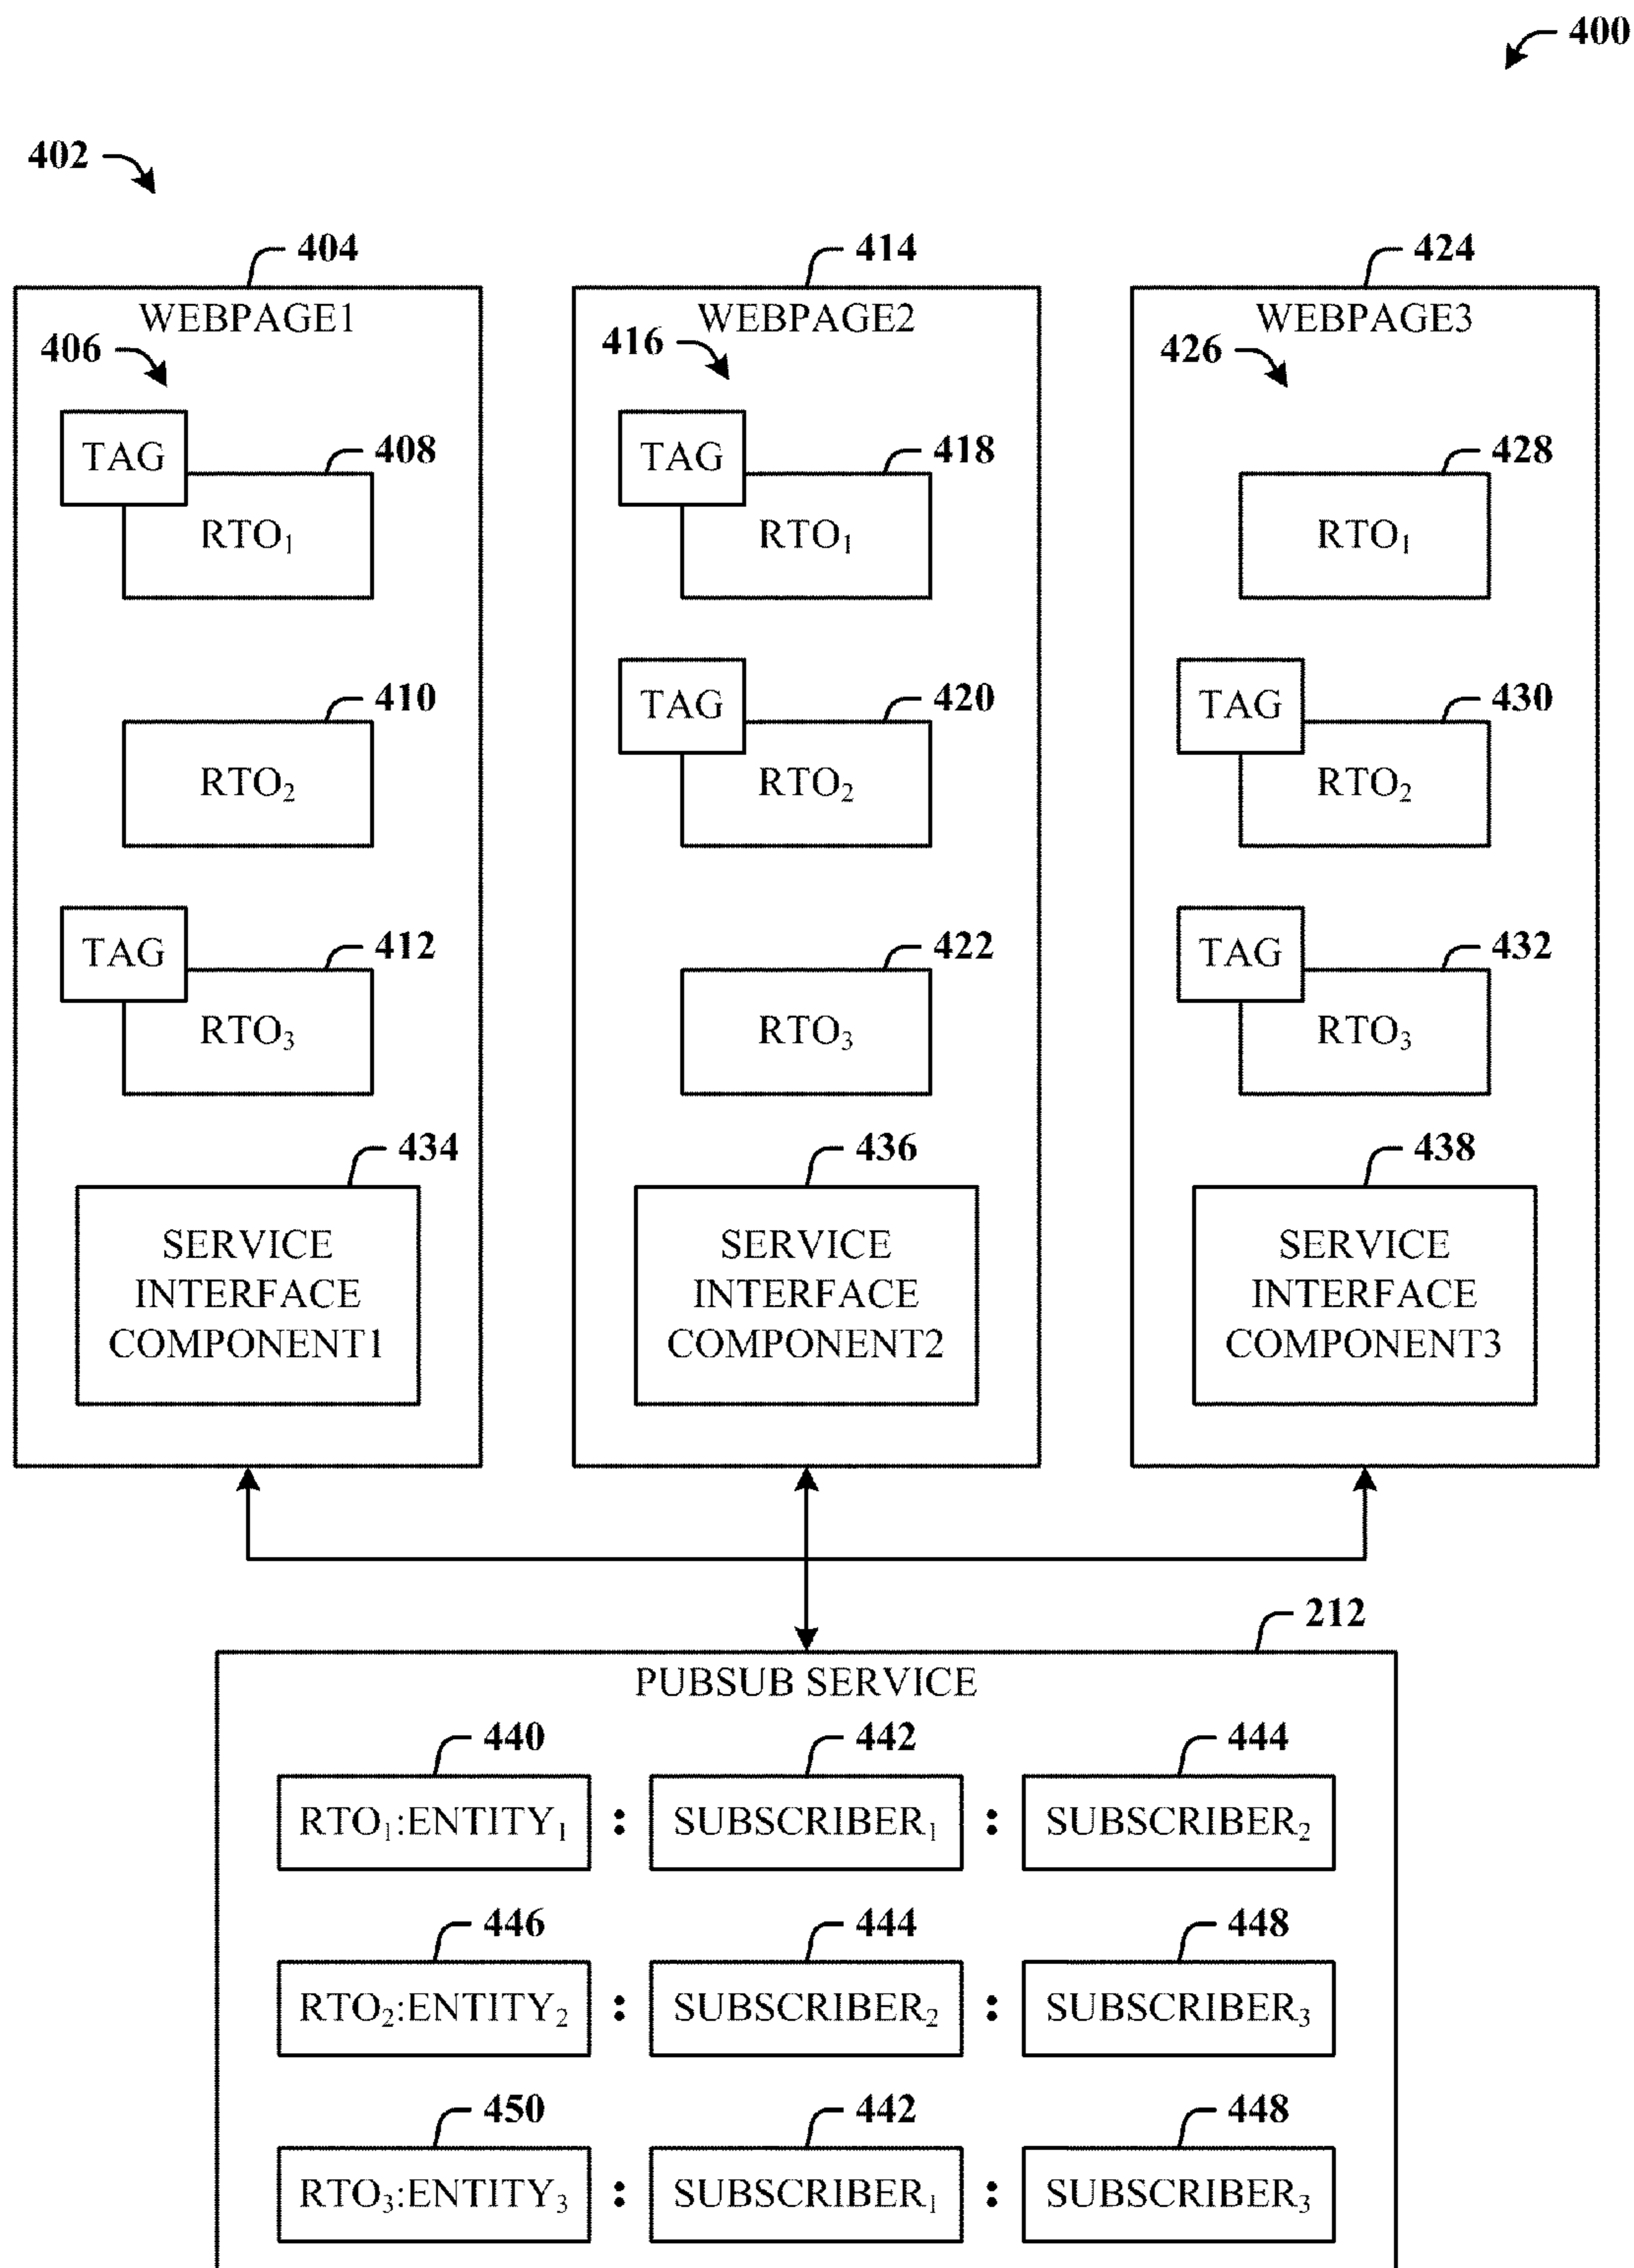 400
402
404
414
424
WEBPAGE1
WEBPAGE2
WEBPAGE3
406
416
426
TAG
408
RTO₁
TAG
418
RTO₁
428
RTO₁
410
RTO₂
TAG
420
RTO₂
TAG
430
RTO₂
TAG
412
RTO₃
422
RTO₃
TAG
432
RTO₃
434
SERVICE
INTERFACE
COMPONENT1
436
SERVICE
INTERFACE
COMPONENT2
438
SERVICE
INTERFACE
COMPONENT3
212
PUBSUB SERVICE
440
442
444
RTO₁:ENTITY₁ : SUBSCRIBER₁ : SUBSCRIBER₂
446
444
448
RTO₂:ENTITY₂ : SUBSCRIBER₂ : SUBSCRIBER₃
450
442
448
RTO₃:ENTITY₃ : SUBSCRIBER₁ : SUBSCRIBER₃